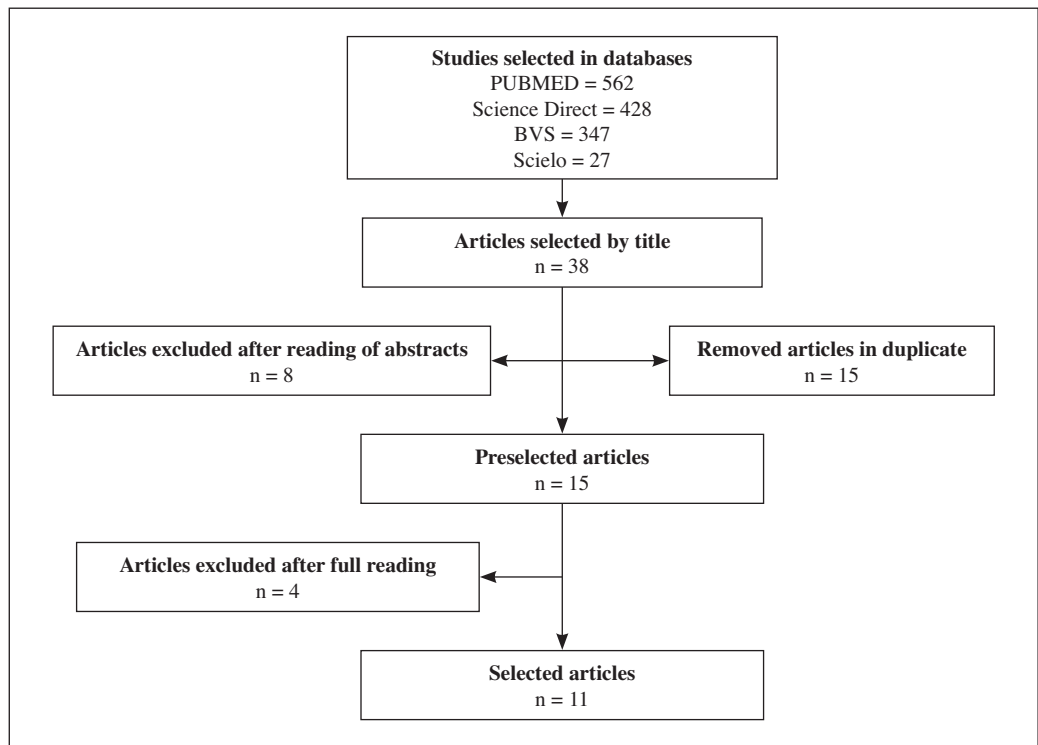 Studies selected in databases
PUBMED = 562
Science Direct = 428
BVS = 347
Scielo = 27
Articles selected by title
n = 38
Articles excluded after reading of abstracts
n = 8
Removed articles in duplicate
n = 15
Preselected articles
n = 15
Articles excluded after full reading
n = 4
Selected articles
n = 11